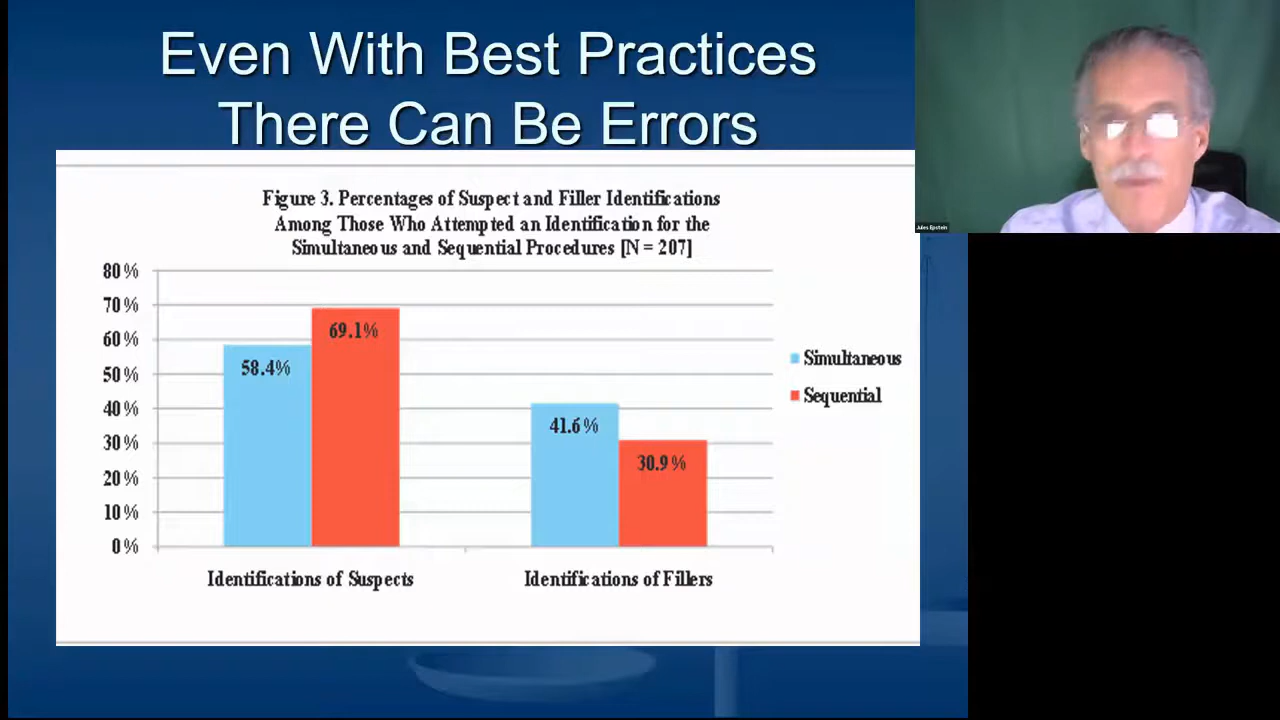 Even With Best Practices
There Can Be Errors
Figure 3. Percentages of Suspect and Filler Identifications
Among Those Who Attempted an Identification for the
Simultaneous and Sequential Procedures [N = 207]
80%
70%
60%
50%
40%
30%
20%
10%
0%
58.4%
69.1%
41.6%
30.9%
Identifications of Suspects
Identifications of Fillers
Simultaneous
Sequential
Jules Epstein